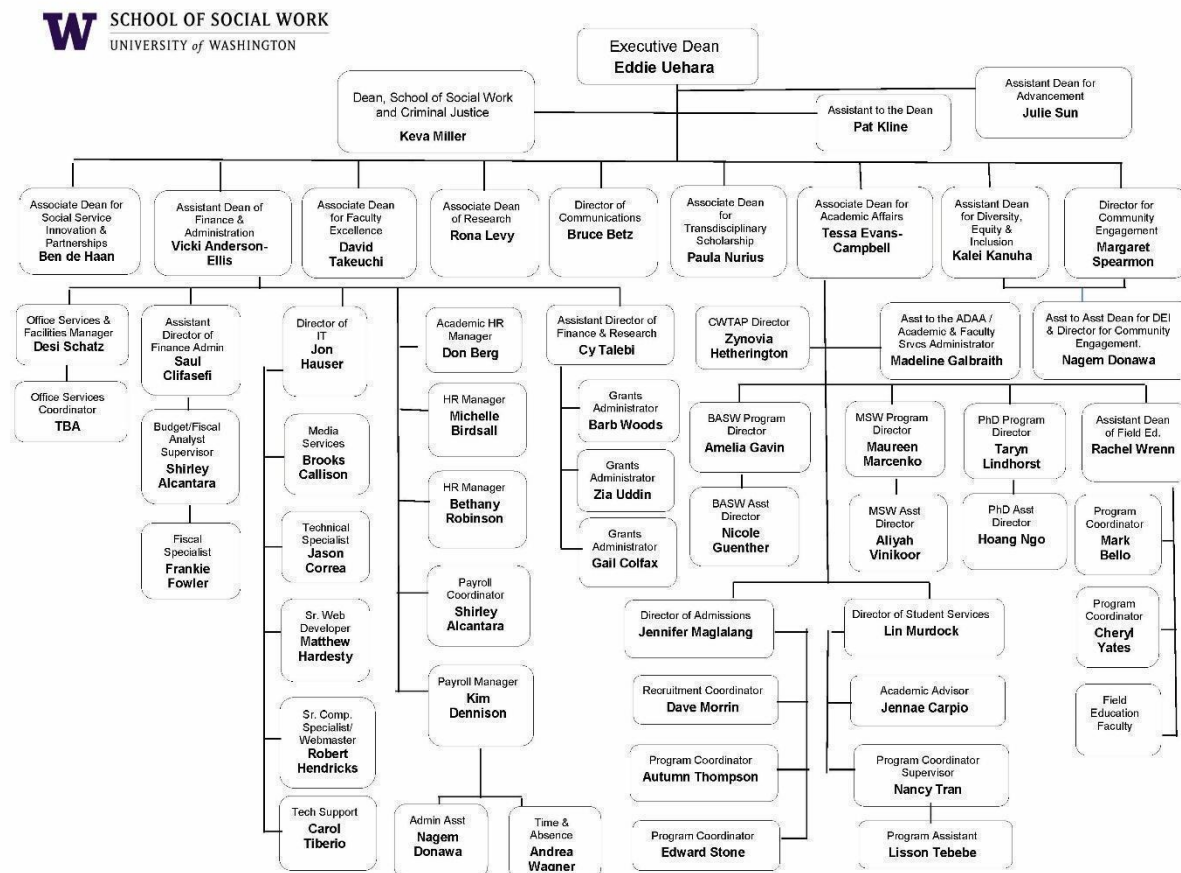 W
SCHOOL OF SOCIAL WORK
UNIVERSITY of WASHINGTON
Executive Dean
Eddie Uehara
Dean, School of Social Work
and Criminal Justice
Keva Miller
Assistant to the Dean
Pat Kline
Assistant Dean for
Advancement
Julie Sun
Associate Dean for
Social Service
Innovation &
Partnerships
Ben de Haan
Assistant Dean of
Finance &
Administration
Vicki Anderson-
Ellis
Associate Dean
for Faculty
Excellence
David
Takeuchi
Associate Dean
of Research
Rona Levy
Director of
Communications
Bruce Betz
Associate Dean
for
Transdisciplinary
Scholarship
Paula Nurius
Associate Dean for
Academic Affairs
Tessa Evans-
Campbell
Assistant Dean
for Diversity,
Equity &
Inclusion
Kalei Kanuha
Director for
Community
Engagement
Margaret
Spearmon
Office Services &
Facilities Manager
Desi Schatz
Office Services
Coordinator
TBA
Assistant
Director of
Finance Admin
Saul
Clifasefi
Budget/Fiscal
Analyst
Supervisor
Shirley
Alcantara
Fiscal
Specialist
Frankie
Fowler
Director of
IT
Jon
Hauser
Media
Services
Brooks
Callison
Technical
Specialist
Jason
Correa
Sr. Web
Developer
Matthew
Hardesty
Sr. Comp.
Specialist/
Webmaster
Robert
Hendricks
Tech Support
Carol
Tiberio
Academic HR
Manager
Don Berg
HR Manager
Michelle
Birdsall
HR Manager
Bethany
Robinson
Payroll
Coordinator
Shirley
Alcantara
Payroll Manager
Kim
Dennison
Admin Asst
Nagem
Donawa
Time &
Absence
Andrea
Wagner
Assistant Director of
Finance & Research
Cy Talebi
Grants
Administrator
Barb Woods
Grants
Administrator
Zia Uddin
Grants
Administrator
Gail Colfax
CWTAP Director
Zynovia
Hetherington
Asst to the ADAA /
Academic & Faculty
Srvcs Administrator
Madeline Galbraith
Asst to Asst Dean for DEI
& Director for Community
Engagement.
Nagem Donawa
BASW Program
Director
Amelia Gavin
BASW Asst
Director
Nicole
Guenther
MSW Program
Director
Maureen
Marcenko
MSW Asst
Director
Aliyah
Vinikoor
PhD Program
Director
Taryn
Lindhorst
PhD Asst
Director
Hoang Ngo
Assistant Dean
of Field Ed.
Rachel Wrenn
Program
Coordinator
Mark
Bello
Program
Coordinator
Cheryl
Yates
Field
Education
Faculty
Director of Admissions
Jennifer Maglalang
Recruitment Coordinator
Dave Morrin
Program Coordinator
Autumn Thompson
Program Coordinator
Edward Stone
Director of Student Services
Lin Murdock
Academic Advisor
Jennae Carpio
Program Coordinator
Supervisor
Nancy Tran
Program Assistant
Lisson Tebebe